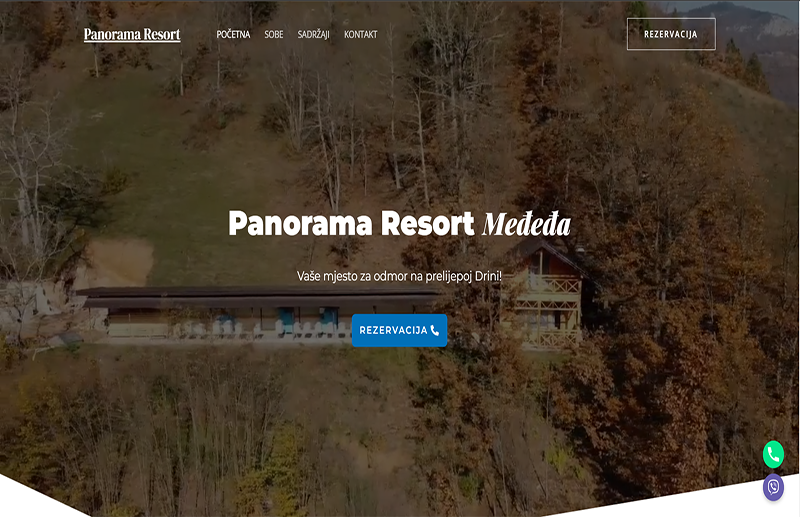 Panorama Resort
POČETNA SOBE SADRŽAJI KONTAKT
REZERVACIJA
Panorama Resort Međeđa
Vaše mjesto za odmor na prelijepoj Drini!
REZERVACIJA